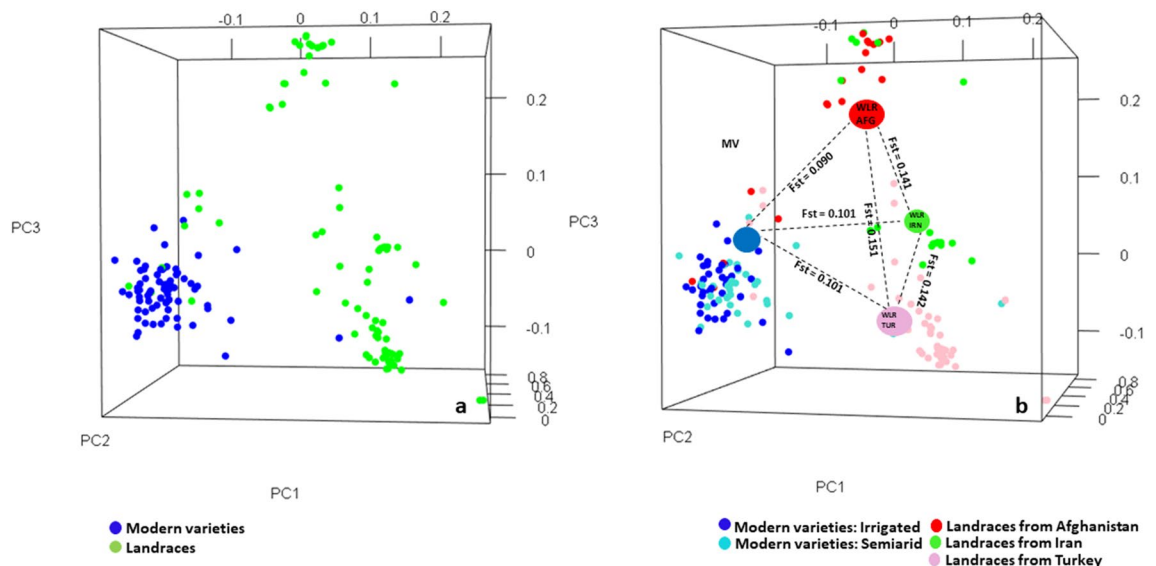 -0.1 0 0.1 0.2
0.2
0.1
0
-0.1
0.8
0.6
0.4
0.2
0
PC3
PC2
PC1
a
Modern varieties
Landraces
-0.1 0 0.1 0.2
0.2
0.1
0
-0.1
0.8
0.6
0.4
0.2
0
PC3
PC2
PC1
b
MV
WLR
AFG
WLR
IRN
WLR
TUR
Fst = 0.090
Fst = 0.141
Fst = 0.101
Fst = 0.151
Fst = 0.101
Fst = 0.142
Modern varieties: Irrigated
Modern varieties: Semiarid
Landraces from Afghanistan
Landraces from Iran
Landraces from Turkey